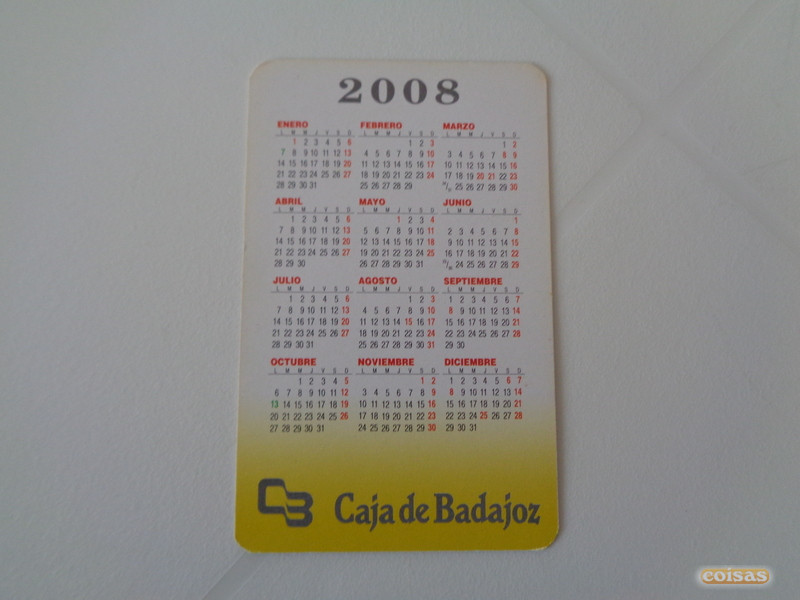 2008
ENERO FEBRERO MARZO
L M M J V S D L M M J V S D L M M J V S D
1 2 3 4 5 6 1 2 3 1 2
7 8 9 10 11 12 13 4 5 6 7 8 9 10 3 4 5 6 7 8 9
14 15 16 17 18 19 20 11 12 13 14 15 16 17 10 11 12 13 14 15 16
21 22 23 24 25 26 27 18 19 20 21 22 23 24 17 18 19 20 21 22 23
28 29 30 31 25 26 27 28 29 24/31 25 26 27 28 29 30
ABRIL MAYO JUNIO
L M M J V S D L M M J V S D L M M J V S D
1 2 3 4 5 6 1 2 3 4 1
7 8 9 10 11 12 13 5 6 7 8 9 10 11 2 3 4 5 6 7 8
14 15 16 17 18 19 20 12 13 14 15 16 17 18 9 10 11 12 13 14 15
21 22 23 24 25 26 27 19 20 21 22 23 24 25 16 17 18 19 20 21 22
28 29 30 26 27 28 29 30 31 23/30 24 25 26 27 28 29
JULIO AGOSTO SEPTIEMBRE
L M M J V S D L M M J V S D L M M J V S D
1 2 3 4 5 6 1 2 3 1 2 3 4 5 6 7
7 8 9 10 11 12 13 4 5 6 7 8 9 10 8 9 10 11 12 13 14
14 15 16 17 18 19 20 11 12 13 14 15 16 17 15 16 17 18 19 20 21
21 22 23 24 25 26 27 18 19 20 21 22 23 24 22 23 24 25 26 27 28
28 29 30 31 25 26 27 28 29 30 31 29 30
OCTUBRE NOVIEMBRE DICIEMBRE
L M M J V S D L M M J V S D L M M J V S D
1 2 3 4 5 1 2 1 2 3 4 5 6 7
6 7 8 9 10 11 12 3 4 5 6 7 8 9 8 9 10 11 12 13 14
13 14 15 16 17 18 19 10 11 12 13 14 15 16 15 16 17 18 19 20 21
20 21 22 23 24 25 26 17 18 19 20 21 22 23 22 23 24 25 26 27 28
27 28 29 30 31 24 25 26 27 28 29 30 29 30 31
CB Caja de Badajoz
coisas